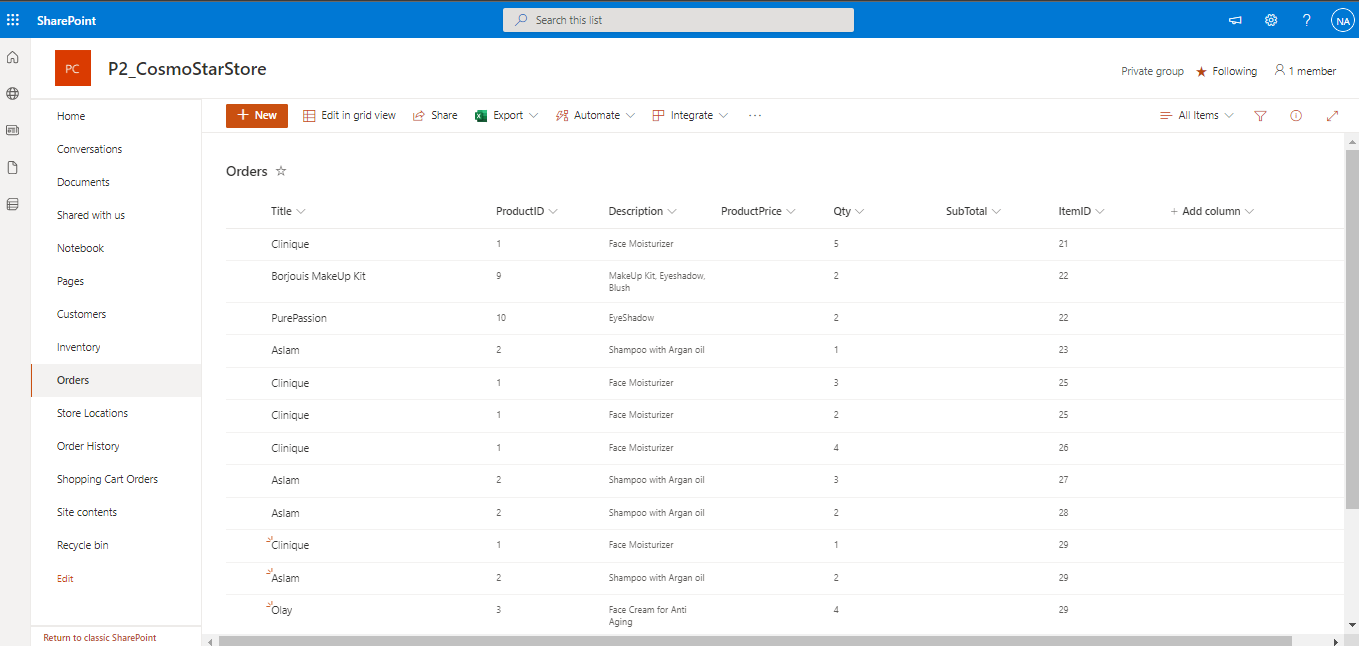 SharePoint
Search this list
?
NA
PC
P2_CosmoStarStore
Private group
Following
1 member
Home
Conversations
Documents
Shared with us
Notebook
Pages
Customers
Inventory
Orders
Store Locations
Order History
Shopping Cart Orders
Site contents
Recycle bin
Edit
Return to classic SharePoint
+ New
Edit in grid view
Share
Export
Automate
Integrate
...
All Items
Orders
Title ProductID Description ProductPrice Qty SubTotal ItemID + Add column
Clinique 1 Face Moisturizer 5 21
Borjouis MakeUp Kit 9 MakeUp Kit, Eyeshadow, 2 22
Blush
PurePassion 10 EyeShadow 2 22
Aslam 2 Shampoo with Argan oil 1 23
Clinique 1 Face Moisturizer 3 25
Clinique 1 Face Moisturizer 2 25
Clinique 1 Face Moisturizer 4 26
Aslam 2 Shampoo with Argan oil 3 27
Aslam 2 Shampoo with Argan oil 2 28
Clinique 1 Face Moisturizer 1 29
Aslam 2 Shampoo with Argan oil 2 29
Olay 3 Face Cream for Anti 4 29
Aging